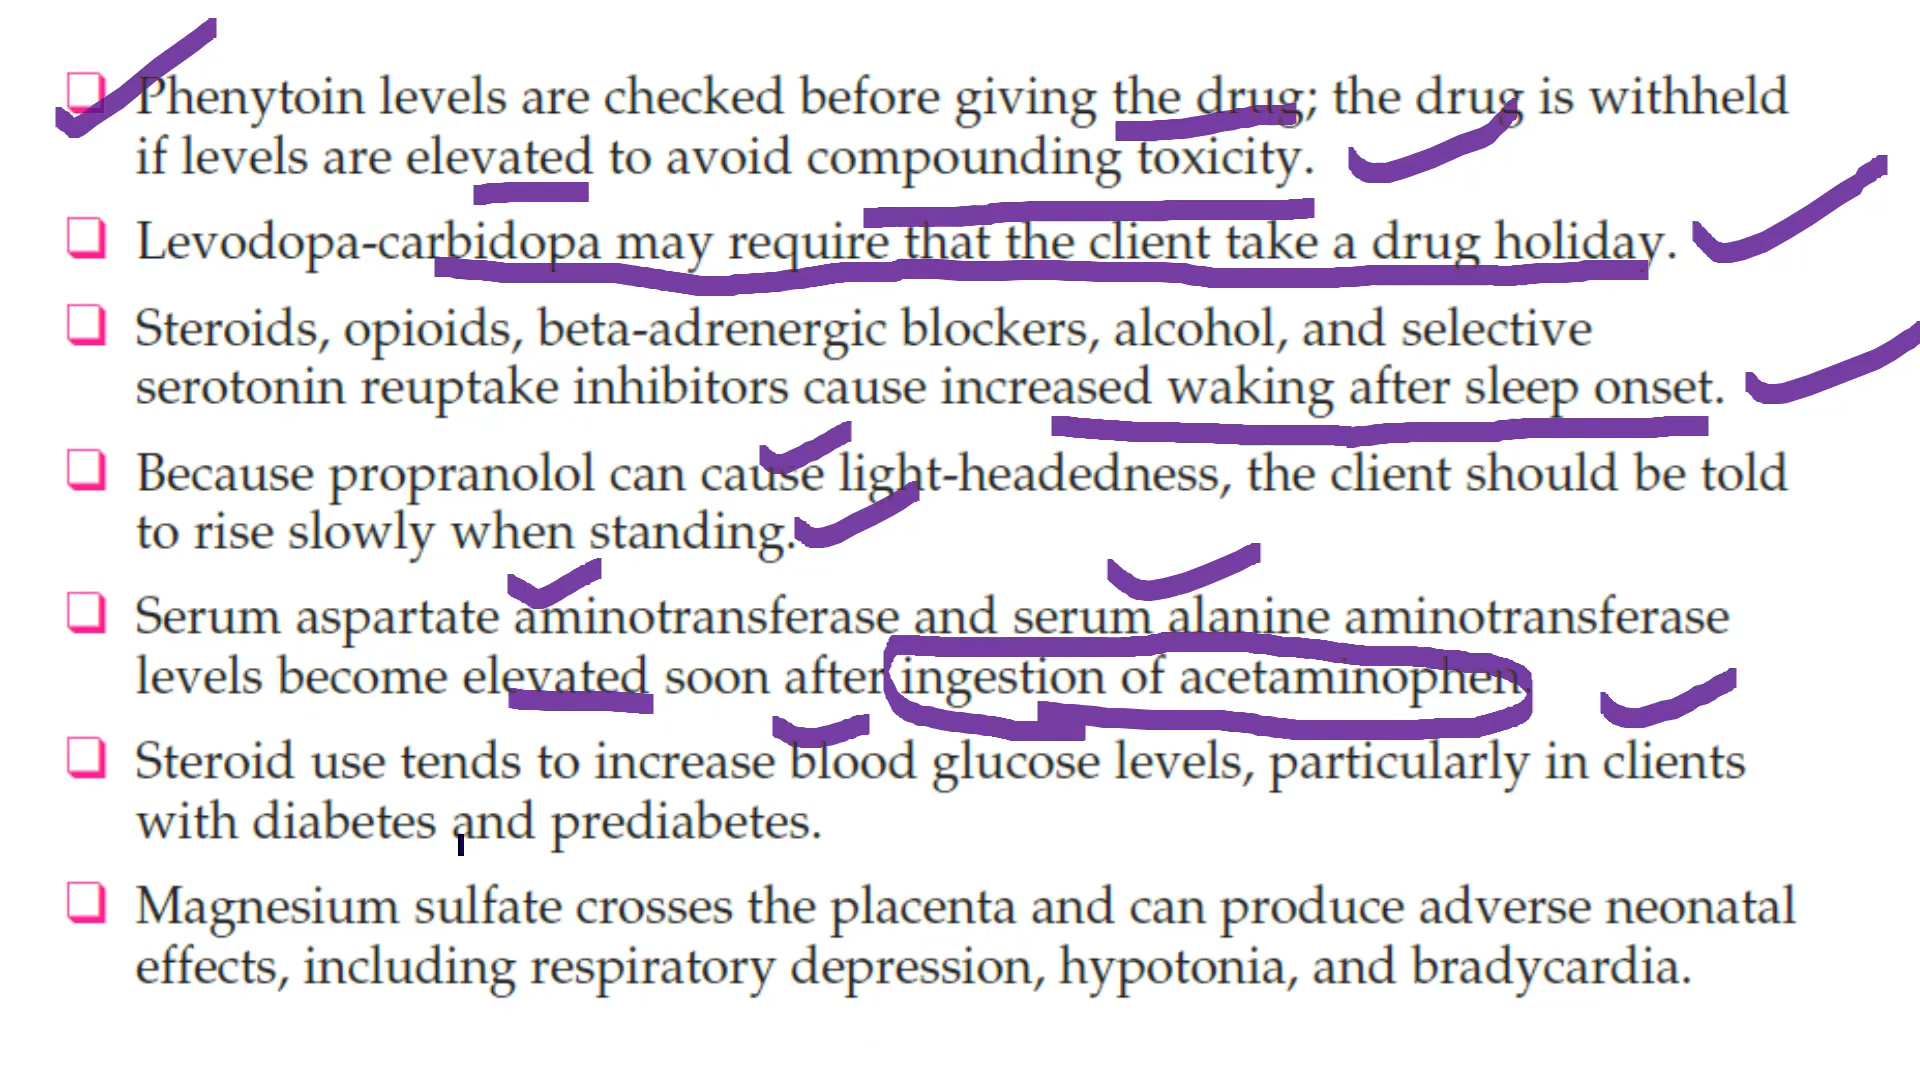 Phenytoin levels are checked before giving the drug; the drug is withheld
if levels are elevated to avoid compounding toxicity.
Levodopa-carbidopa may require that the client take a drug holiday.
Steroids, opioids, beta-adrenergic blockers, alcohol, and selective
serotonin reuptake inhibitors cause increased waking after sleep onset.
Because propranolol can cause light-headedness, the client should be told
to rise slowly when standing.
Serum aspartate aminotransferase and serum alanine aminotransferase
levels become elevated soon after ingestion of acetaminophen.
Steroid use tends to increase blood glucose levels, particularly in clients
with diabetes and prediabetes.
Magnesium sulfate crosses the placenta and can produce adverse neonatal
effects, including respiratory depression, hypotonia, and bradycardia.